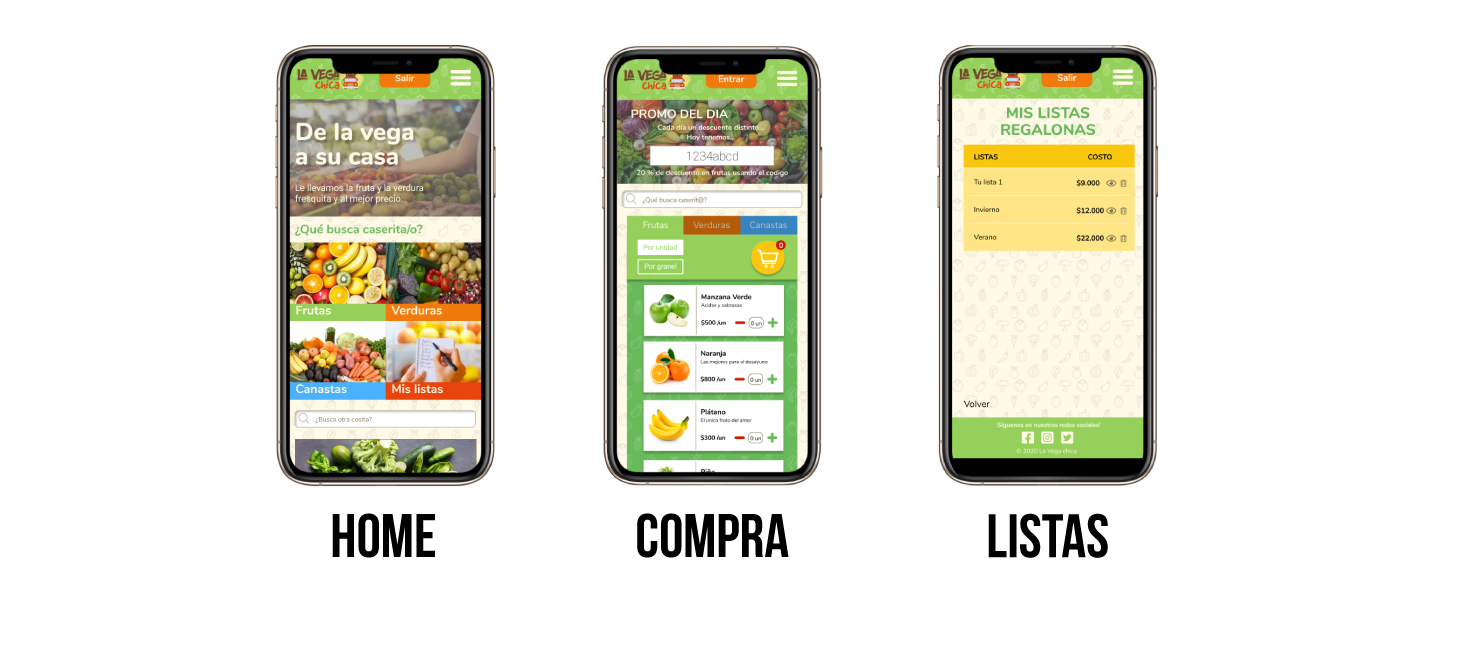 LA VEGA
chica
Salir
De la vega
a su casa
Le llevamos la fruta y la verdura
fresquita y al mejor precio
¿Qué busca caserita/o?
Frutas
Verduras
Canastas
Mis listas
¿Busca otra cosita?
HOME
LA VEGA
chica
Entrar
PROMO DEL DIA
Cada día un descuento distinto...
Hoy tenemos...
1234abcd
20 % de descuento en frutas usando el codigo
¿Qué busca caserit@?
Frutas
Verduras
Canastas
Por unidad
Por granel
0
Manzana Verde
Acidas y sabrosas
$500 /un
0 un
Naranja
Las mejores para el desayuno
$800 /un
0 un
Plátano
El unico fruto del amor
$300 /un
0 un
COMPRA
LA VEGA
chica
Salir
MIS LISTAS
REGALONAS
LISTAS COSTO
Tu lista 1 $9.000
Invierno $12.000
Verano $22.000
Volver
Siguenos en nuestras redes sociales!
© 2020 La Vega chica
LISTAS